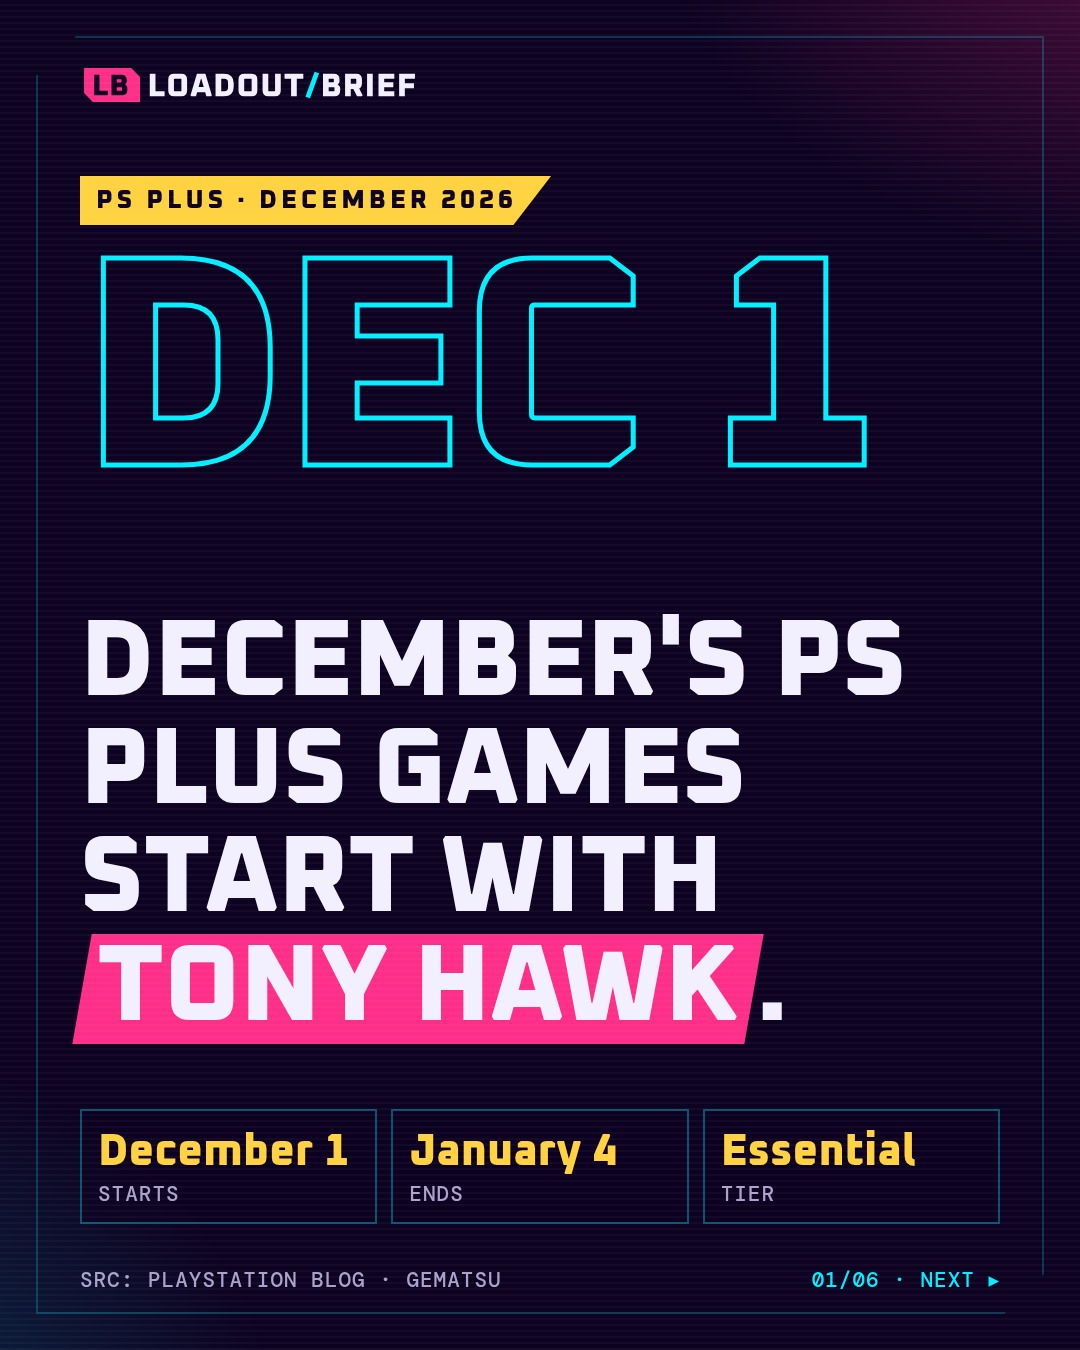 LB LOADOUT/BRIEF
PS PLUS · DECEMBER 2026
DEC 1
DECEMBER'S PS
PLUS GAMES
START WITH
TONY HAWK.
December 1
STARTS
January 4
ENDS
Essential
TIER
SRC: PLAYSTATION BLOG · GEMATSU
01/06 · NEXT ▶